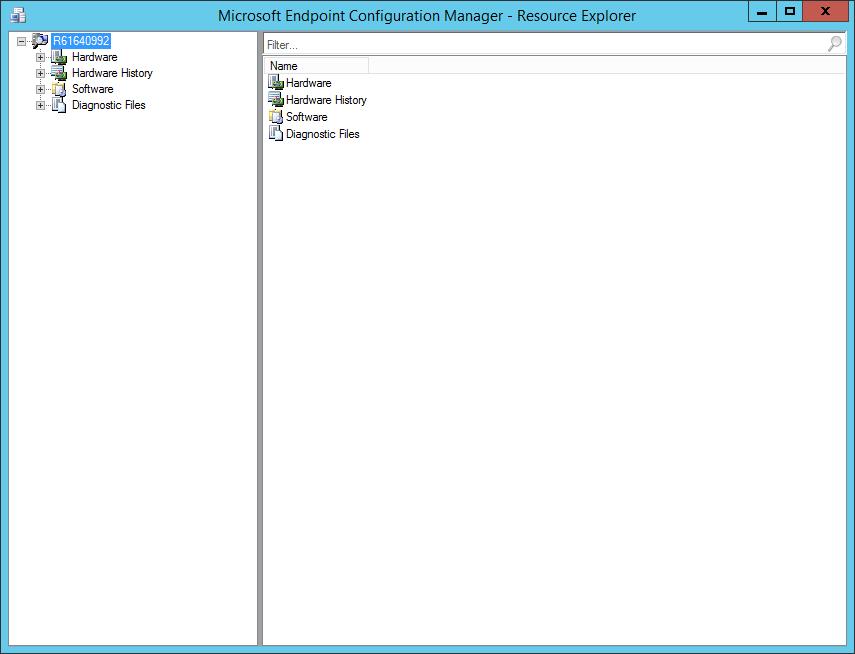 Microsoft Endpoint Configuration Manager - Resource Explorer
R61640992
Hardware
Hardware History
Software
Diagnostic Files
Filter...
Name
Hardware
Hardware History
Software
Diagnostic Files